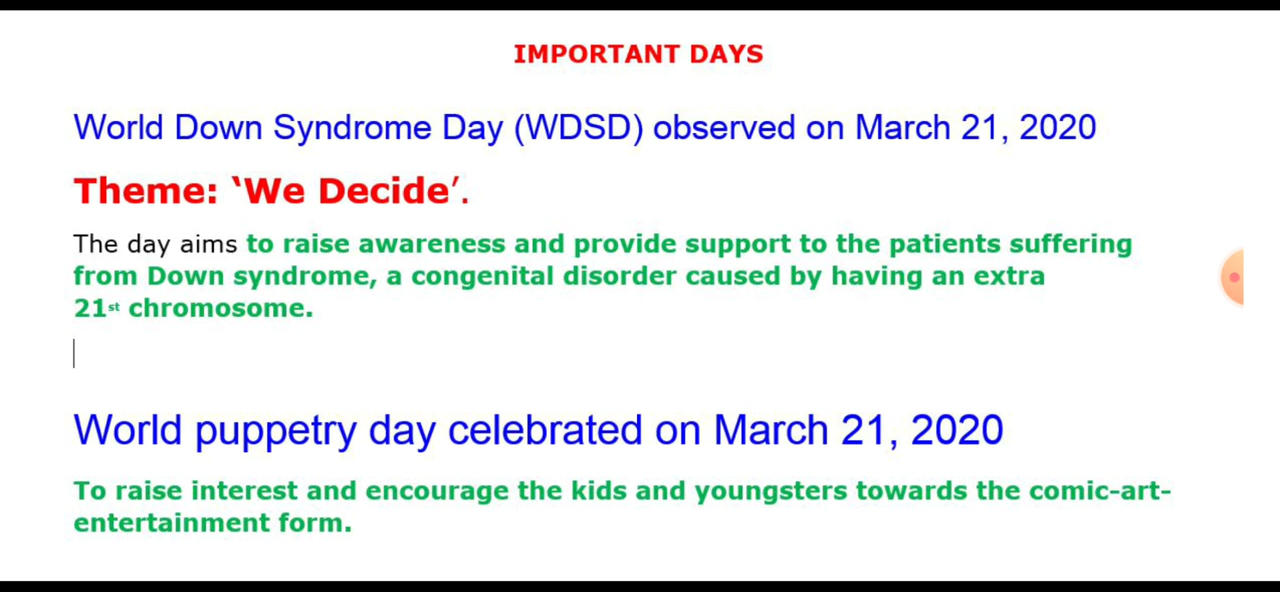 IMPORTANT DAYS
World Down Syndrome Day (WDSD) observed on March 21, 2020
Theme: ‘We Decide’.
The day aims to raise awareness and provide support to the patients suffering
from Down syndrome, a congenital disorder caused by having an extra
21st chromosome.
World puppetry day celebrated on March 21, 2020
To raise interest and encourage the kids and youngsters towards the comic-art-
entertainment form.